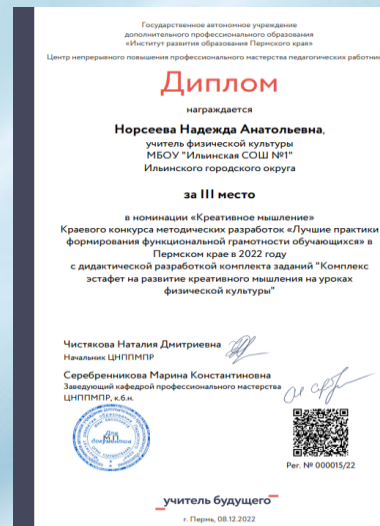 Государственное автономное учреждение
дополнительного профессионального образования
«Институт развития образования Пермского края»
Центр непрерывного повышения профессионального мастерства педагогических работник
Диплом
награждается
Норсеева Надежда Анатольевна,
учитель физической культуры
МБОУ "Ильинская СОШ №1"
Ильинского городского округа
за III место
в номинации «Креативное мышление»
Краевого конкурса методических разработок «Лучшие практики
формирования функциональной грамотности обучающихся» в
Пермском крае в 2022 году
с дидактической разработкой комплекта заданий "Комплекс
эстафет на развитие креативного мышления на уроках
физической культуры"
Чистякова Наталия Дмитриевна
Начальник ЦНППМПР
Серебренникова Марина Константиновна
Заведующий кафедрой профессионального мастерства
ЦНППМПР, к.б.н.
Для
документов
М.П.
Рег. № 000015/22
учитель будущего
г. Пермь, 08.12.2022